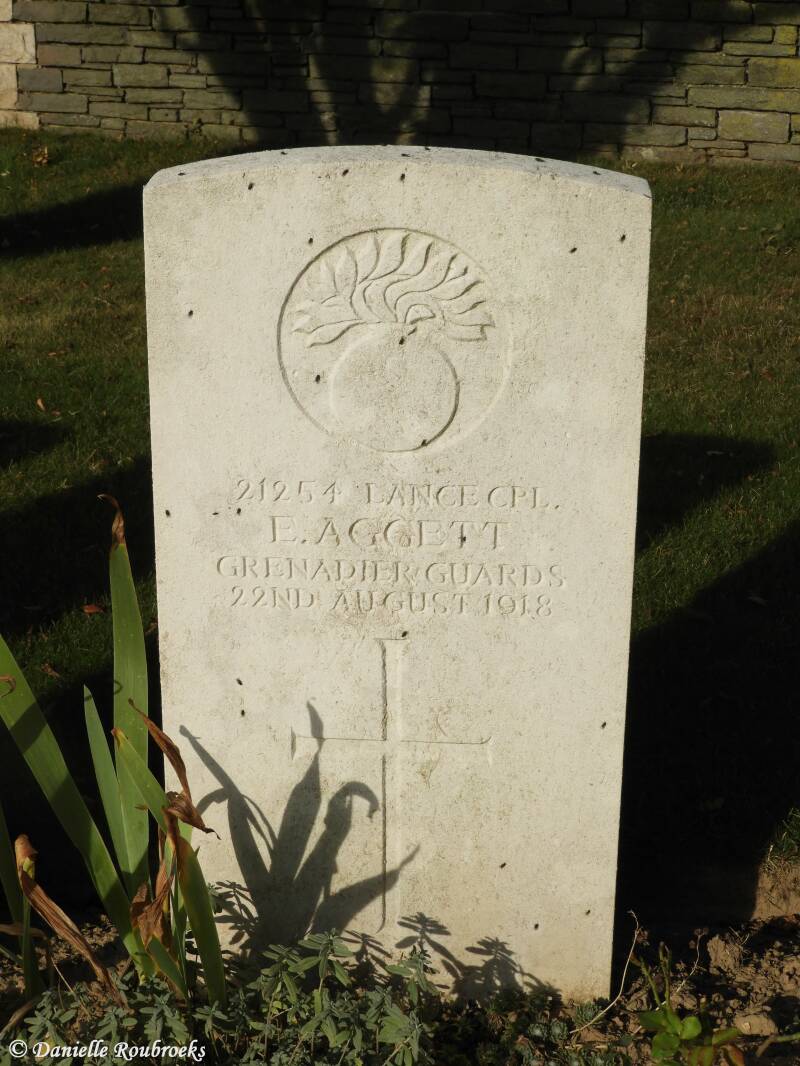 21254 LANCE CPL.
E. AGGETT
GRENADIER GUARDS
22ND AUGUST 1918
© Danielle Roubroeks